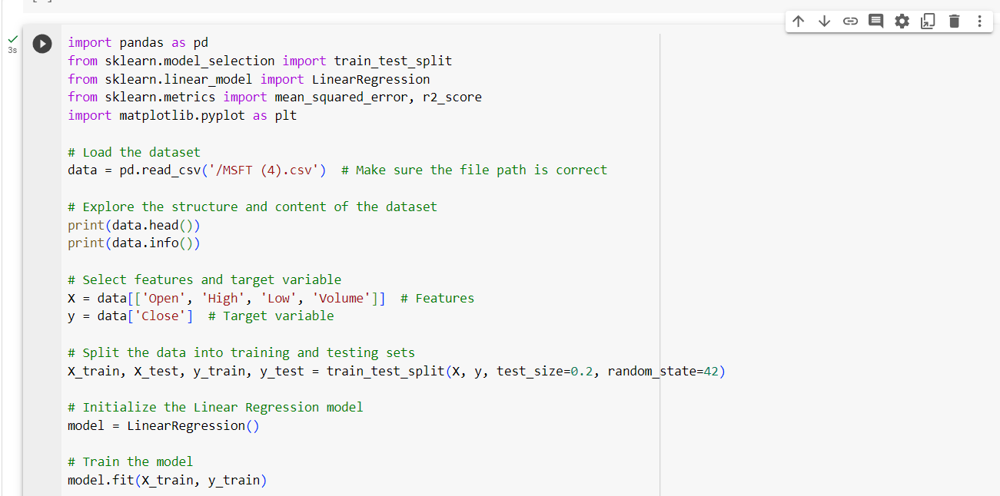 3s
import pandas as pd
from sklearn.model_selection import train_test_split
from sklearn.linear_model import LinearRegression
from sklearn.metrics import mean_squared_error, r2_score
import matplotlib.pyplot as plt
# Load the dataset
data = pd.read_csv('/MSFT (4).csv')  # Make sure the file path is correct
# Explore the structure and content of the dataset
print(data.head())
print(data.info())
# Select features and target variable
X = data[['Open', 'High', 'Low', 'Volume']]  # Features
y = data['Close']  # Target variable
# Split the data into training and testing sets
X_train, X_test, y_train, y_test = train_test_split(X, y, test_size=0.2, random_state=42)
# Initialize the Linear Regression model
model = LinearRegression()
# Train the model
model.fit(X_train, y_train)